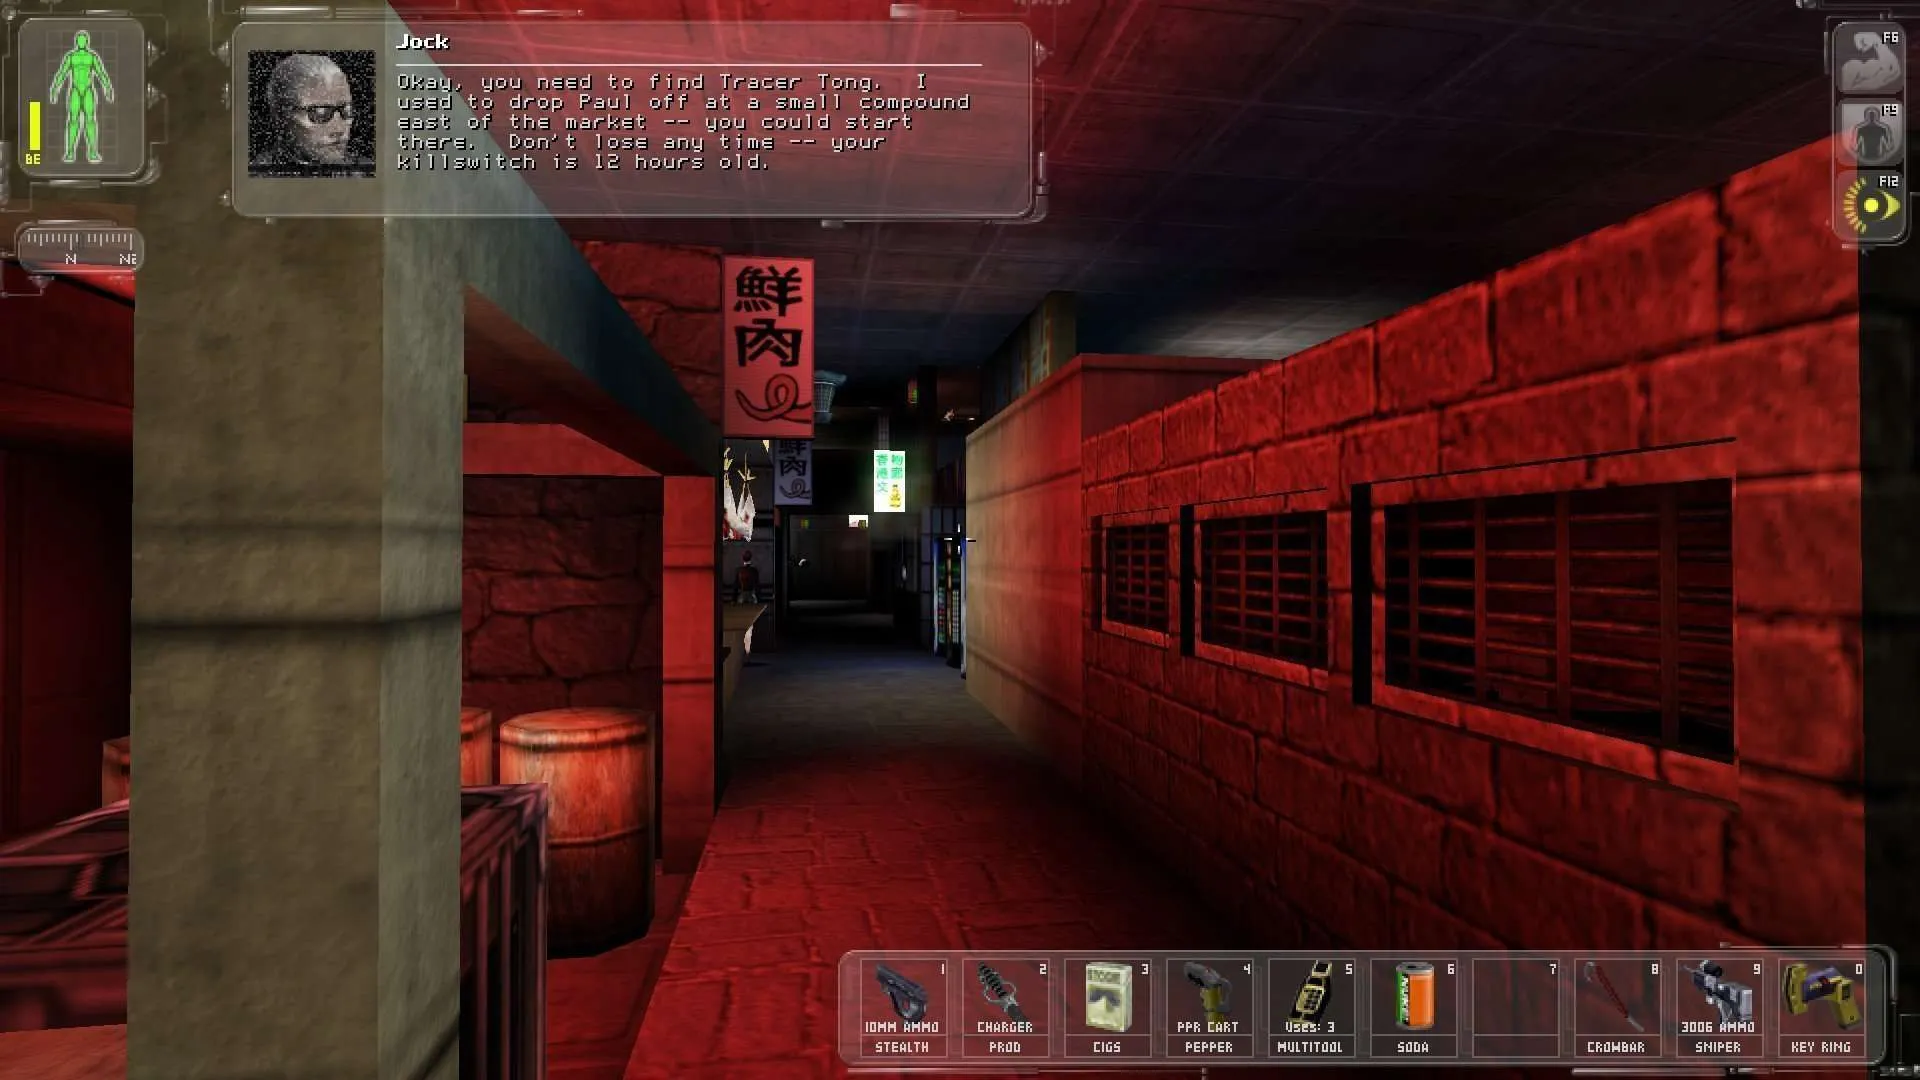 Jock
Okay, you need to find Tracer Tong.  I
used to drop Paul off at a small compound
east of the market -- you could start
there.  Don't lose any time -- your
killswitch is 12 hours old.
BE
N
NE
F6
F9
F12
鮮
肉
鮮
肉
1
10MM AMMO
STEALTH
2
CHARGER
PROD
3
CIGS
4
PPR CART
PEPPER
5
USES: 3
MULTITOOL
6
SODA
7
8
CROWBAR
9
3006 AMMO
SNIPER
0
KEY RING